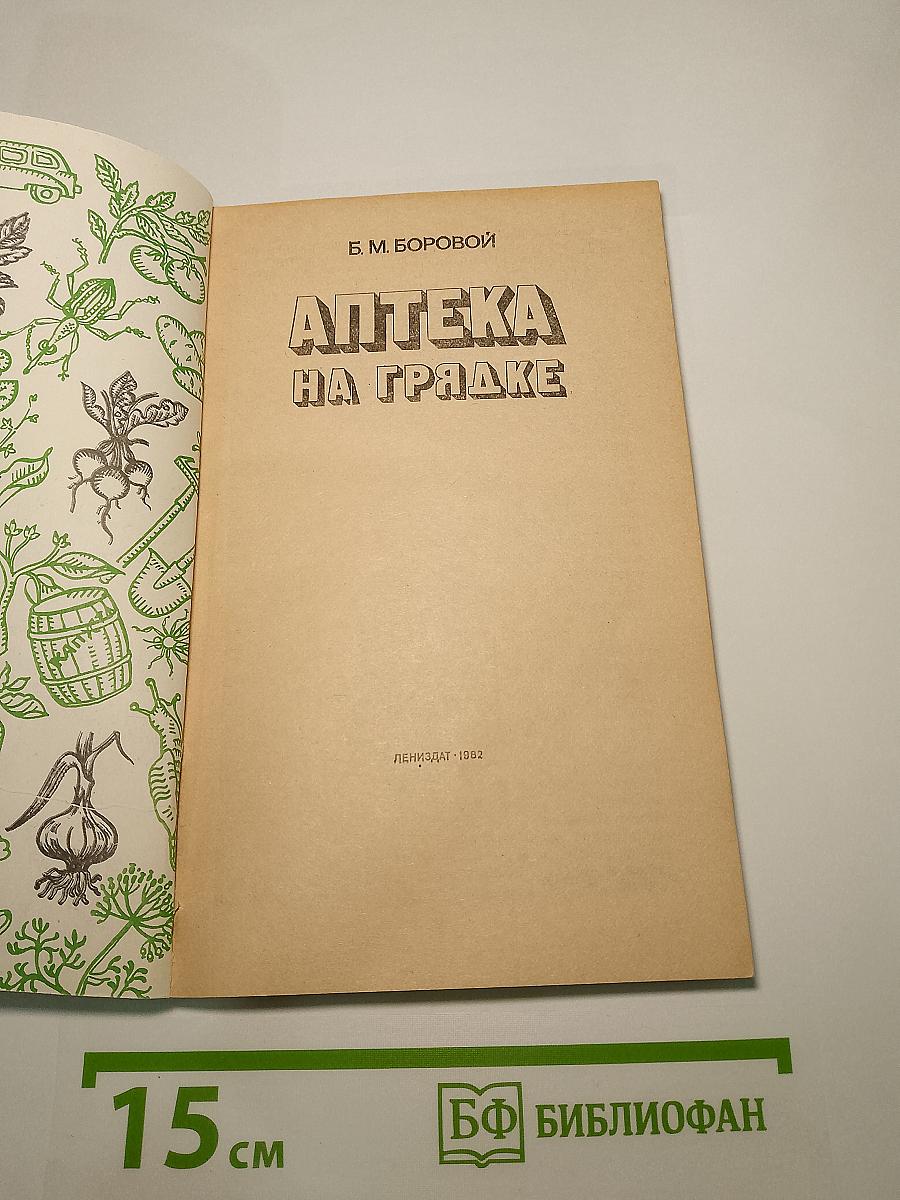 Б. М. БОРОВОЙ
АПТЕКА
НА ГРЯДКЕ
ЛЕНИЗДАТ · 1982
15 см
БФ БИБЛИОФАН